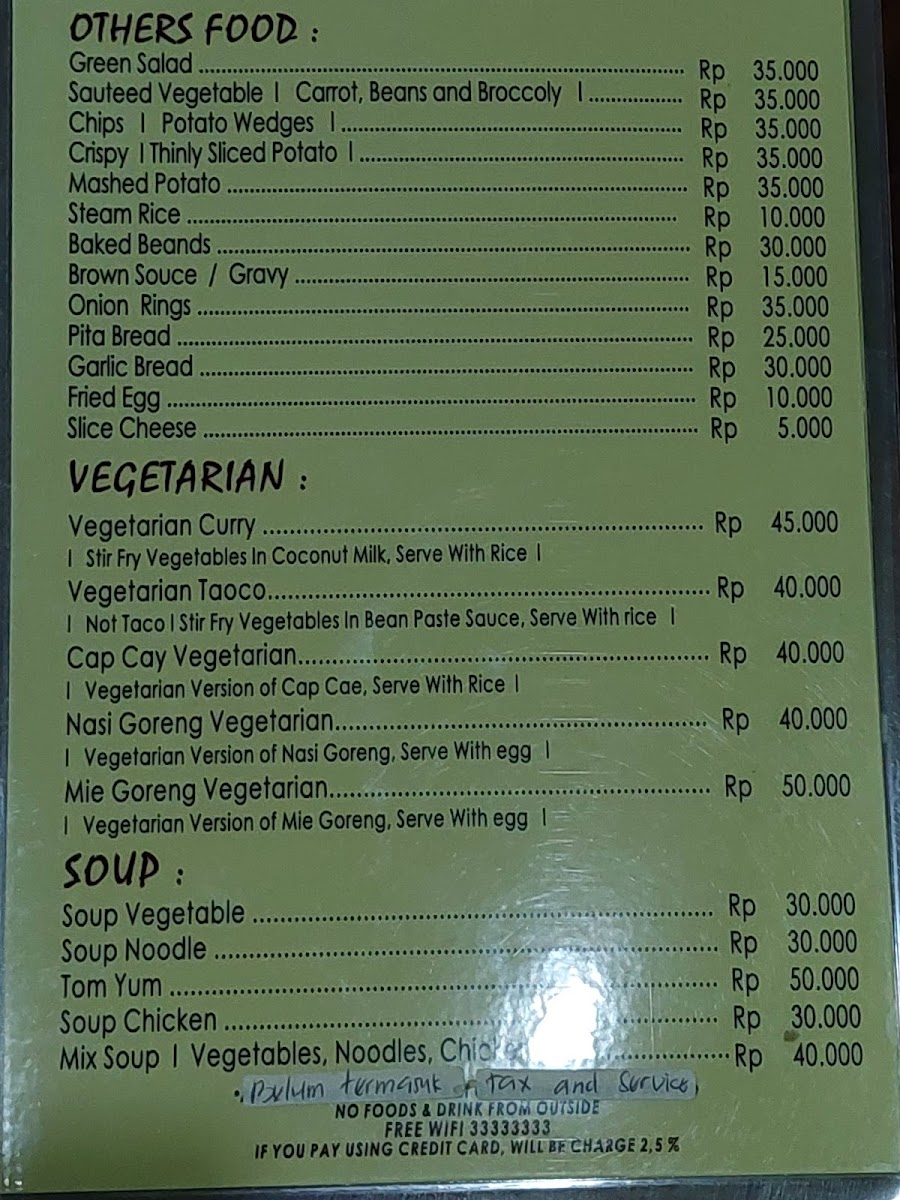 OTHERS FOOD :
Green Salad ........ Rp 35.000
Sauteed Vegetable | Carrot, Beans and Broccoly | ........ Rp 35.000
Chips | Potato Wedges | ........ Rp 35.000
Crispy | Thinly Sliced Potato | ........ Rp 35.000
Mashed Potato ........ Rp 35.000
Steam Rice ........ Rp 10.000
Baked Beands ........ Rp 30.000
Brown Souce / Gravy ........ Rp 15.000
Onion Rings ........ Rp 35.000
Pita Bread ........ Rp 25.000
Garlic Bread ........ Rp 30.000
Fried Egg ........ Rp 10.000
Slice Cheese ........ Rp 5.000
VEGETARIAN :
Vegetarian Curry ........ Rp 45.000
| Stir Fry Vegetables In Coconut Milk, Serve With Rice |
Vegetarian Taoco ........ Rp 40.000
| Not Taco | Stir Fry Vegetables In Bean Paste Sauce, Serve With rice |
Cap Cay Vegetarian ........ Rp 40.000
| Vegetarian Version of Cap Cae, Serve With Rice |
Nasi Goreng Vegetarian ........ Rp 40.000
| Vegetarian Version of Nasi Goreng, Serve With egg |
Mie Goreng Vegetarian ........ Rp 50.000
| Vegetarian Version of Mie Goreng, Serve With egg |
SOUP :
Soup Vegetable ........ Rp 30.000
Soup Noodle ........ Rp 30.000
Tom Yum ........ Rp 50.000
Soup Chicken ........ Rp 30.000
Mix Soup | Vegetables, Noodles, ........ Rp 40.000
Belum termasuk tax and Service
NO FOODS & DRINK FROM OUTSIDE
FREE WIFI 33333333
IF YOU PAY USING CREDIT CARD, WILL BE CHARGE 2,5 %